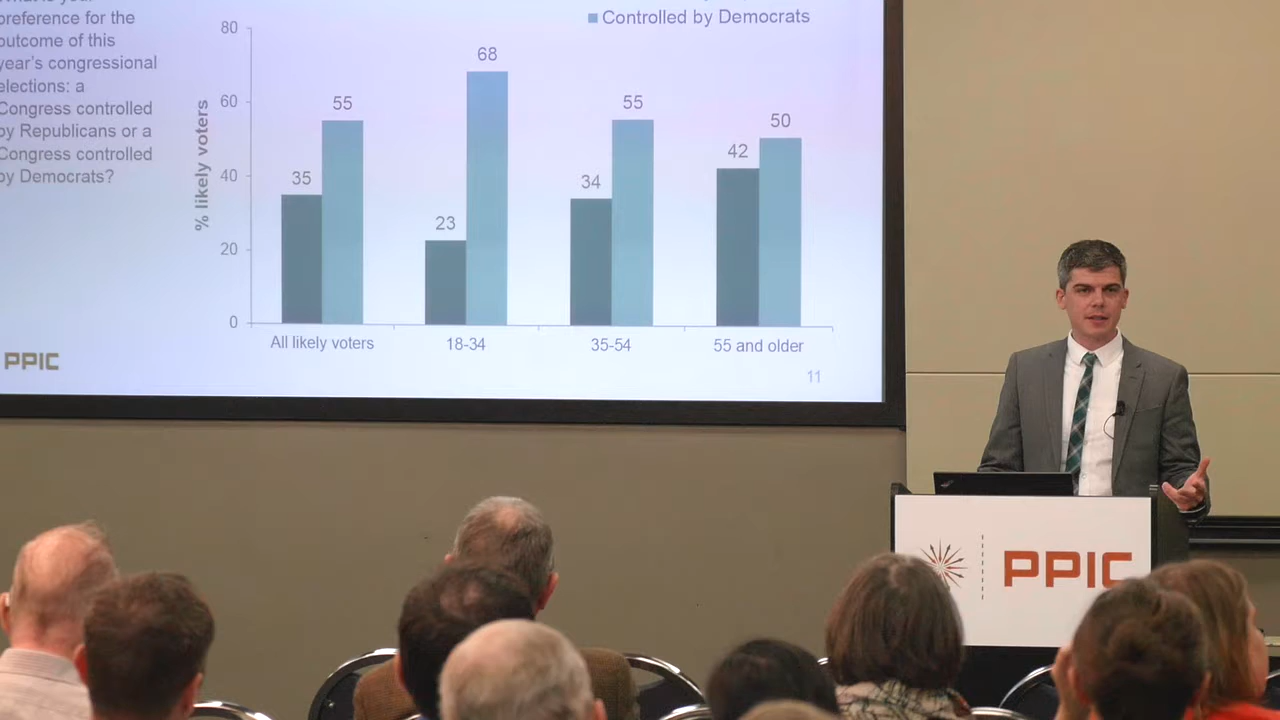 preference for the
outcome of this
year's congressional
elections: a
Congress controlled
by Republicans or a
Congress controlled
by Democrats?
Controlled by Democrats
% likely voters
80
60
40
20
0
35
55
23
68
34
55
42
50
All likely voters
18-34
35-54
55 and older
PPIC
11
PPIC